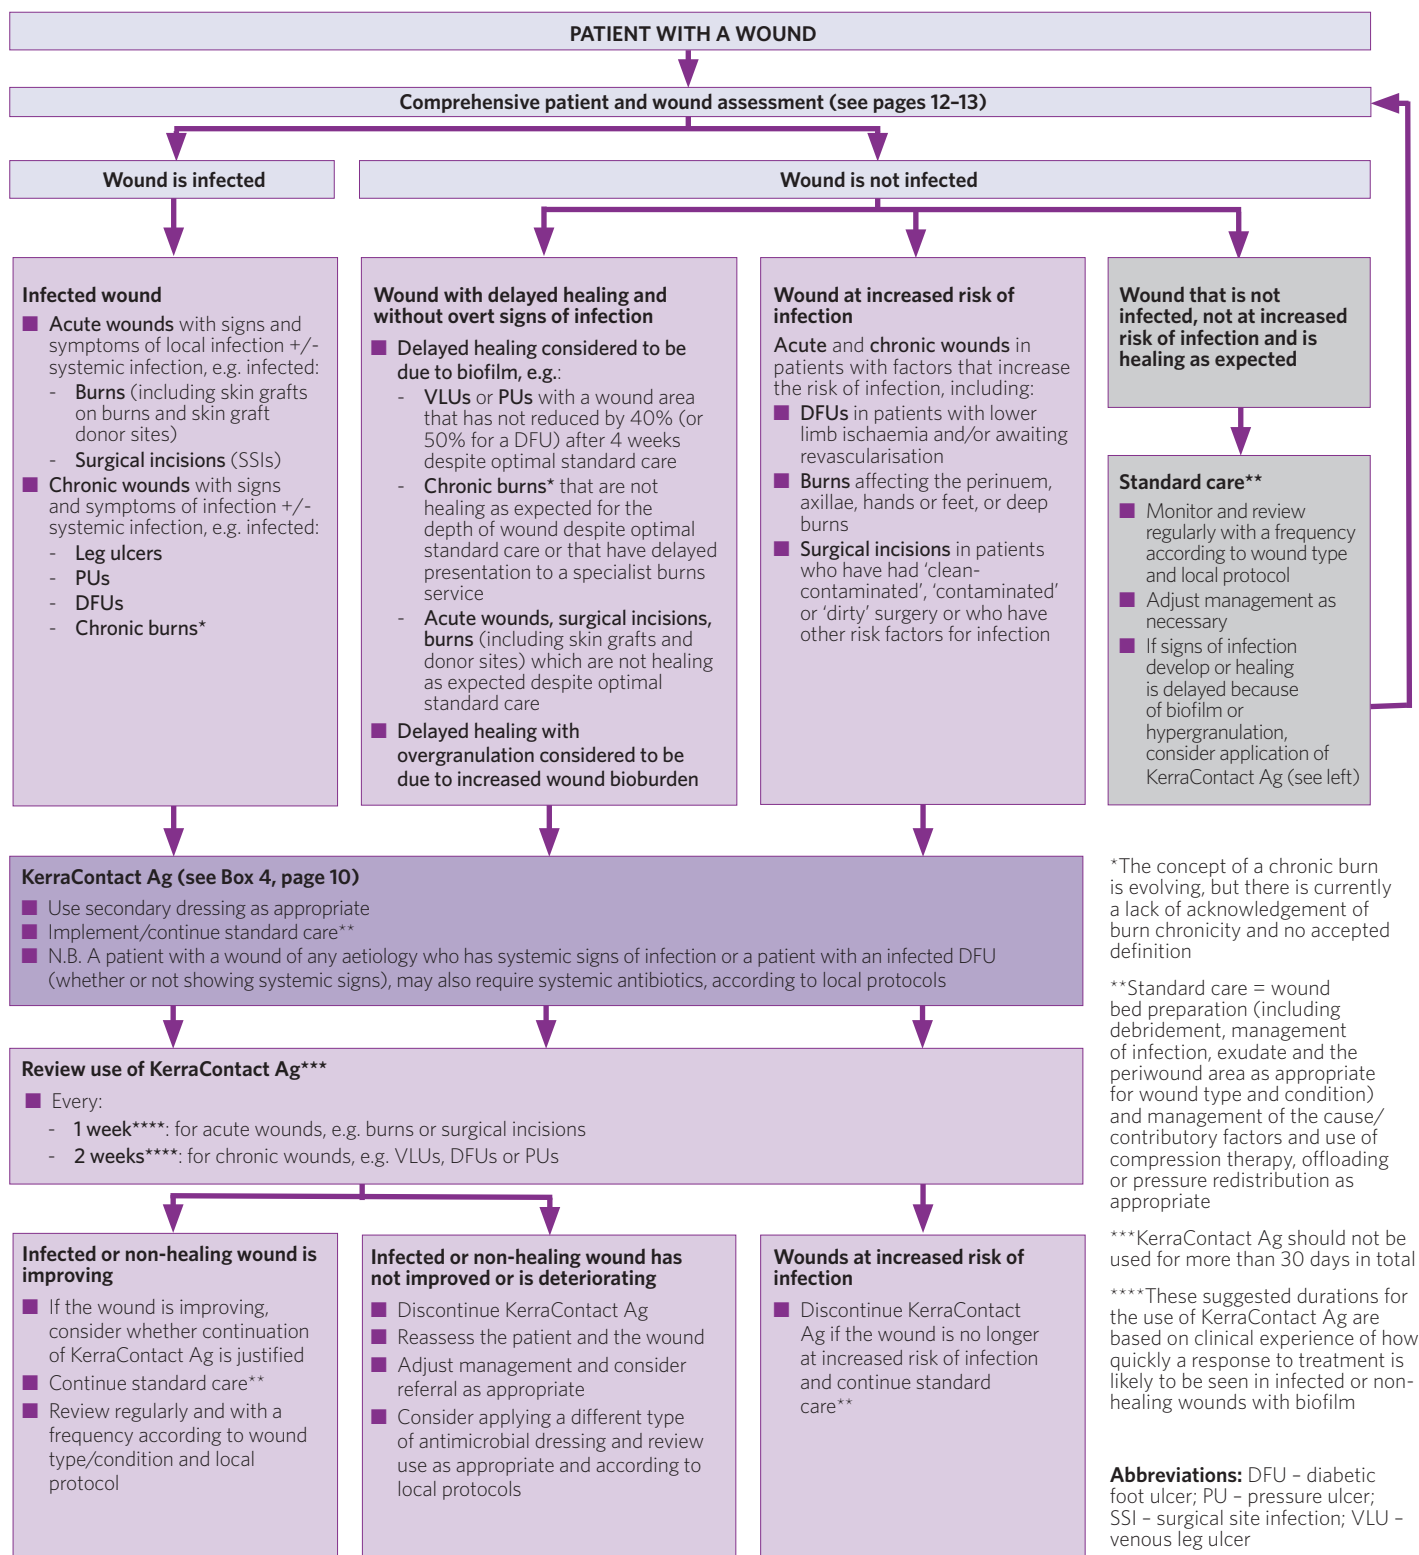 PATIENT WITH A WOUND
Comprehensive patient and wound assessment (see pages 12–13)
Wound is infected
Wound is not infected
Infected wound
■ Acute wounds with signs and
symptoms of local infection +/-
systemic infection, e.g. infected:
- Burns (including skin grafts
on burns and skin graft
donor sites)
- Surgical incisions (SSIs)
■ Chronic wounds with signs
and symptoms of infection +/-
systemic infection, e.g. infected:
- Leg ulcers
- PUs
- DFUs
- Chronic burns*
Wound with delayed healing and
without overt signs of infection
■ Delayed healing considered to be
due to biofilm, e.g.:
- VLUs or PUs with a wound area
that has not reduced by 40% (or
50% for a DFU) after 4 weeks
despite optimal standard care
- Chronic burns* that are not
healing as expected for the
depth of wound despite optimal
standard care or that have delayed
presentation to a specialist burns
service
- Acute wounds, surgical incisions,
burns (including skin grafts and
donor sites) which are not healing
as expected despite optimal
standard care
■ Delayed healing with
overgranulation considered to be
due to increased wound bioburden
Wound at increased risk of
infection
Acute and chronic wounds in
patients with factors that increase
the risk of infection, including:
■ DFUs in patients with lower
limb ischaemia and/or awaiting
revascularisation
■ Burns affecting the perinuem,
axillae, hands or feet, or deep
burns
■ Surgical incisions in patients
who have had ‘clean-
contaminated’, ‘contaminated’
or ‘dirty’ surgery or who have
other risk factors for infection
Wound that is not
infected, not at increased
risk of infection and is
healing as expected
Standard care**
■ Monitor and review
regularly with a frequency
according to wound type
and local protocol
■ Adjust management as
necessary
■ If signs of infection
develop or healing
is delayed because
of biofilm or
hypergranulation,
consider application of
KerraContact Ag (see left)
KerraContact Ag (see Box 4, page 10)
■ Use secondary dressing as appropriate
■ Implement/continue standard care**
■ N.B. A patient with a wound of any aetiology who has systemic signs of infection or a patient with an infected DFU
(whether or not showing systemic signs), may also require systemic antibiotics, according to local protocols
Review use of KerraContact Ag***
■ Every:
- 1 week****: for acute wounds, e.g. burns or surgical incisions
- 2 weeks****: for chronic wounds, e.g. VLUs, DFUs or PUs
Infected or non-healing wound is
improving
■ If the wound is improving,
consider whether continuation
of KerraContact Ag is justified
■ Continue standard care**
■ Review regularly and with a
frequency according to wound
type/condition and local
protocol
Infected or non-healing wound has
not improved or is deteriorating
■ Discontinue KerraContact Ag
■ Reassess the patient and the wound
■ Adjust management and consider
referral as appropriate
■ Consider applying a different type
of antimicrobial dressing and review
use as appropriate and according to
local protocols
Wounds at increased risk of
infection
■ Discontinue KerraContact
Ag if the wound is no longer
at increased risk of infection
and continue standard
care**
*The concept of a chronic burn
is evolving, but there is currently
a lack of acknowledgement of
burn chronicity and no accepted
definition
**Standard care = wound
bed preparation (including
debridement, management
of infection, exudate and the
periwound area as appropriate
for wound type and condition)
and management of the cause/
contributory factors and use of
compression therapy, offloading
or pressure redistribution as
appropriate
***KerraContact Ag should not be
used for more than 30 days in total
****These suggested durations for
the use of KerraContact Ag are
based on clinical experience of how
quickly a response to treatment is
likely to be seen in infected or non-
healing wounds with biofilm
Abbreviations: DFU – diabetic
foot ulcer; PU – pressure ulcer;
SSI – surgical site infection; VLU –
venous leg ulcer